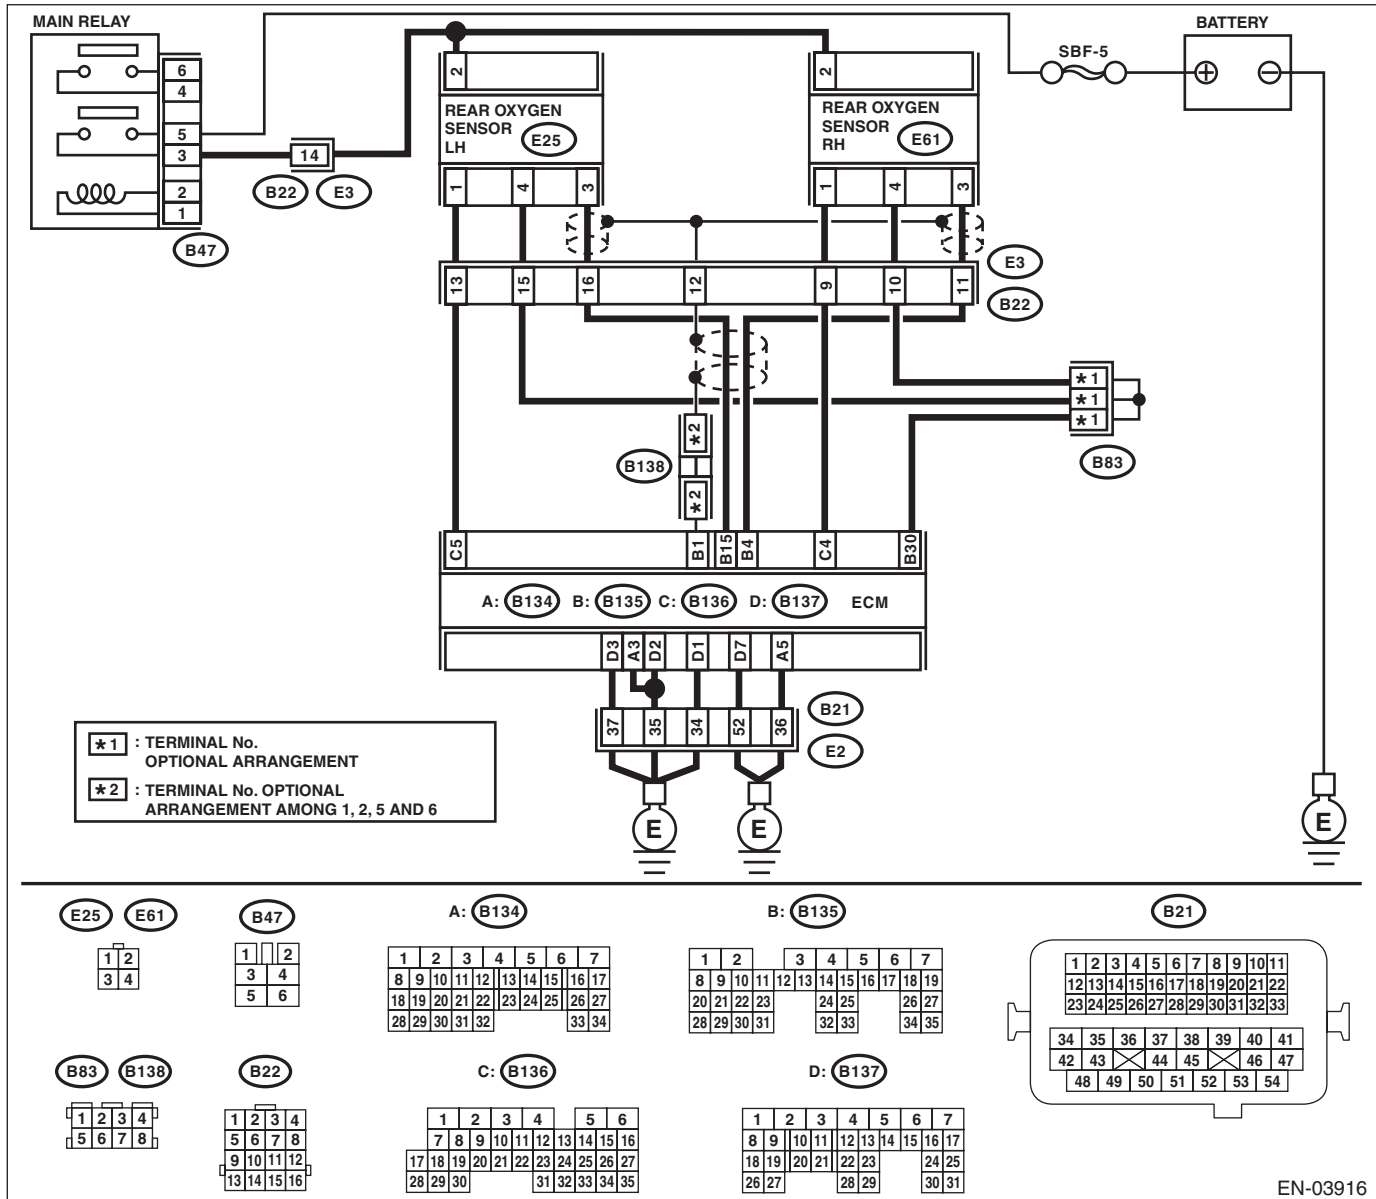 MAIN RELAY
BATTERY
SBF-5
6
4
5
3
2
1
B47
14
B22 E3
2
REAR OXYGEN
SENSOR
LH
E25
1 4 3
2
REAR OXYGEN
SENSOR
RH
E61
1 4 3
E3
13 15 16 12 9 10 11
B22
*1
*1
*1
B83
*2
B138
*2
C5 B1 B15 B4 C4 B30
A: B134 B: B135 C: B136 D: B137 ECM
D3 A3 D2 D1 D7 A5
B21
37 35 34 52 36
E2
E E E
*1 : TERMINAL No.
OPTIONAL ARRANGEMENT
*2 : TERMINAL No. OPTIONAL
ARRANGEMENT AMONG 1, 2, 5 AND 6
E25 E61
1 2
3 4
B47
1 2
3 4
5 6
A: B134
1 2 3 4 5 6 7
8 9 10 11 12 13 14 15 16 17
18 19 20 21 22 23 24 25 26 27
28 29 30 31 32 33 34
B: B135
1 2 3 4 5 6 7
8 9 10 11 12 13 14 15 16 17 18 19
20 21 22 23 24 25 26 27
28 29 30 31 32 33 34 35
B21
1 2 3 4 5 6 7 8 9 10 11
12 13 14 15 16 17 18 19 20 21 22
23 24 25 26 27 28 29 30 31 32 33
34 35 36 37 38 39 40 41
42 43 44 45 46 47
48 49 50 51 52 53 54
B83 B138
1 2 3 4
5 6 7 8
B22
1 2 3 4
5 6 7 8
9 10 11 12
13 14 15 16
C: B136
1 2 3 4 5 6
7 8 9 10 11 12 13 14 15 16
17 18 19 20 21 22 23 24 25 26 27
28 29 30 31 32 33 34 35
D: B137
1 2 3 4 5 6 7
8 9 10 11 12 13 14 15 16 17
18 19 20 21 22 23 24 25
26 27 28 29 30 31
EN-03916